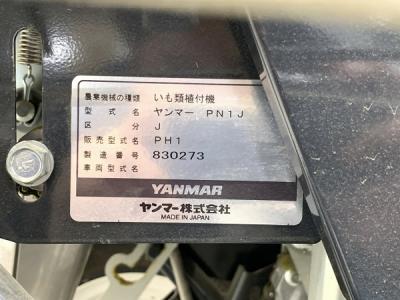 農業機械の種類 いも類植付機
型式名 ヤンマー PN1J
区分 J
販売型式名 PH1
製造番号 830273
車両型式名
YANMAR
ヤンマー株式会社
MADE IN JAPAN